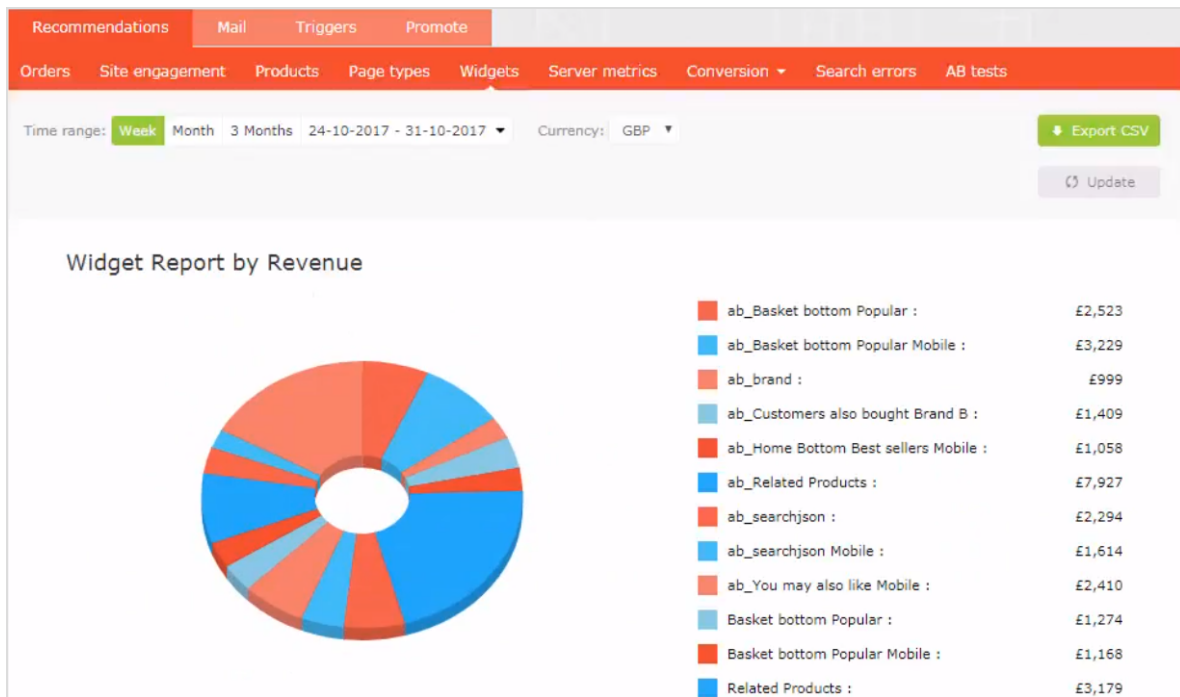 Recommendations Mail Triggers Promote
Orders Site engagement Products Page types Widgets Server metrics Conversion Search errors AB tests
Time range: Week Month 3 Months 24-10-2017 - 31-10-2017 Currency: GBP Export CSV
Update
Widget Report by Revenue
ab_Basket bottom Popular : £2,523
ab_Basket bottom Popular Mobile : £3,229
ab_brand : £999
ab_Customers also bought Brand B : £1,409
ab_Home Bottom Best sellers Mobile : £1,058
ab_Related Products : £7,927
ab_searchjson : £2,294
ab_searchjson Mobile : £1,614
ab_You may also like Mobile : £2,410
Basket bottom Popular : £1,274
Basket bottom Popular Mobile : £1,168
Related Products : £3,179